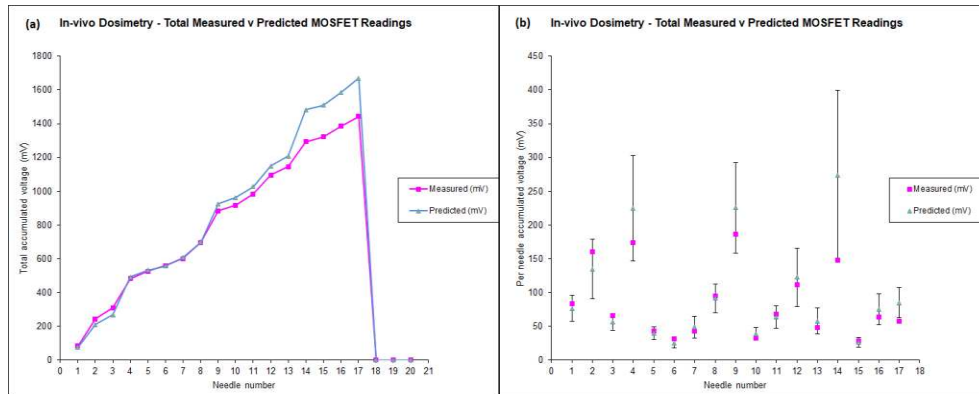 (a) In-vivo Dosimetry - Total Measured v Predicted MOSFET Readings
Total accumulated voltage (mV)
1800
1600
1400
1200
1000
800
600
400
200
0
0 1 2 3 4 5 6 7 8 9 10 11 12 13 14 15 16 17 18 19 20 21
Needle number
Measured (mV)
Predicted (mV)
(b) In-vivo Dosimetry - Total Measured v Predicted MOSFET Readings
Per needle accumulated voltage (mV)
450
400
350
300
250
200
150
100
50
0
0 1 2 3 4 5 6 7 8 9 10 11 12 13 14 15 16 17 18
Needle number
Measured (mV)
Predicted (mV)